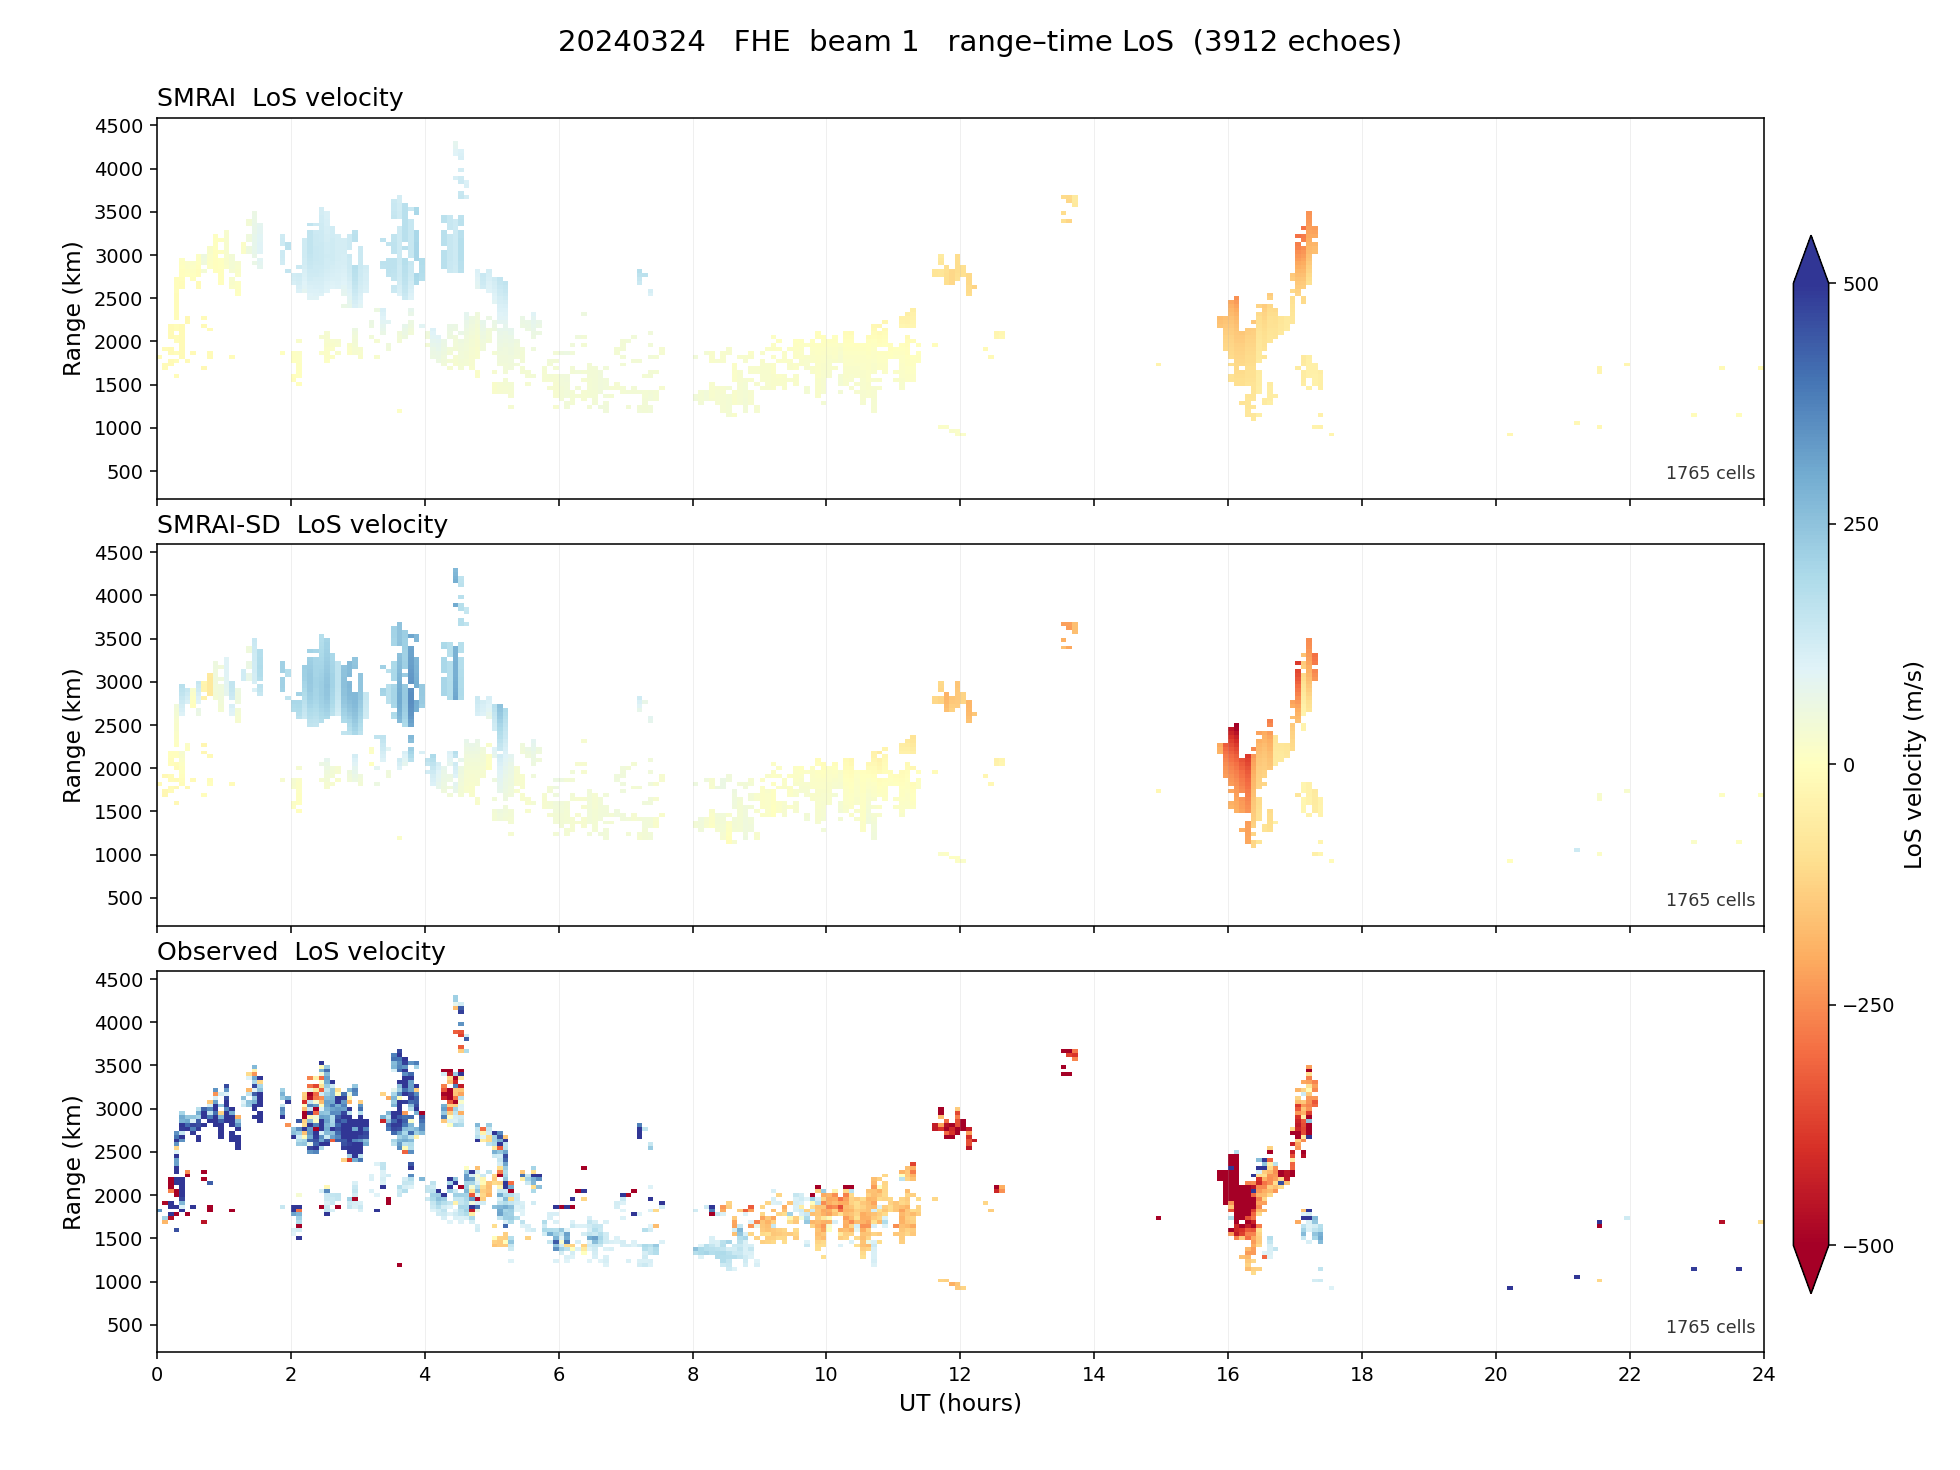 20240324 FHE beam 1 range–time LoS (3912 echoes)
SMRAI LoS velocity
4500
4000
3500
3000
2500
2000
1500
1000
500
Range (km)
1765 cells
SMRAI-SD LoS velocity
4500
4000
3500
3000
2500
2000
1500
1000
500
Range (km)
1765 cells
Observed LoS velocity
4500
4000
3500
3000
2500
2000
1500
1000
500
Range (km)
1765 cells
0 2 4 6 8 10 12 14 16 18 20 22 24
UT (hours)
500
250
0
−250
−500
LoS velocity (m/s)